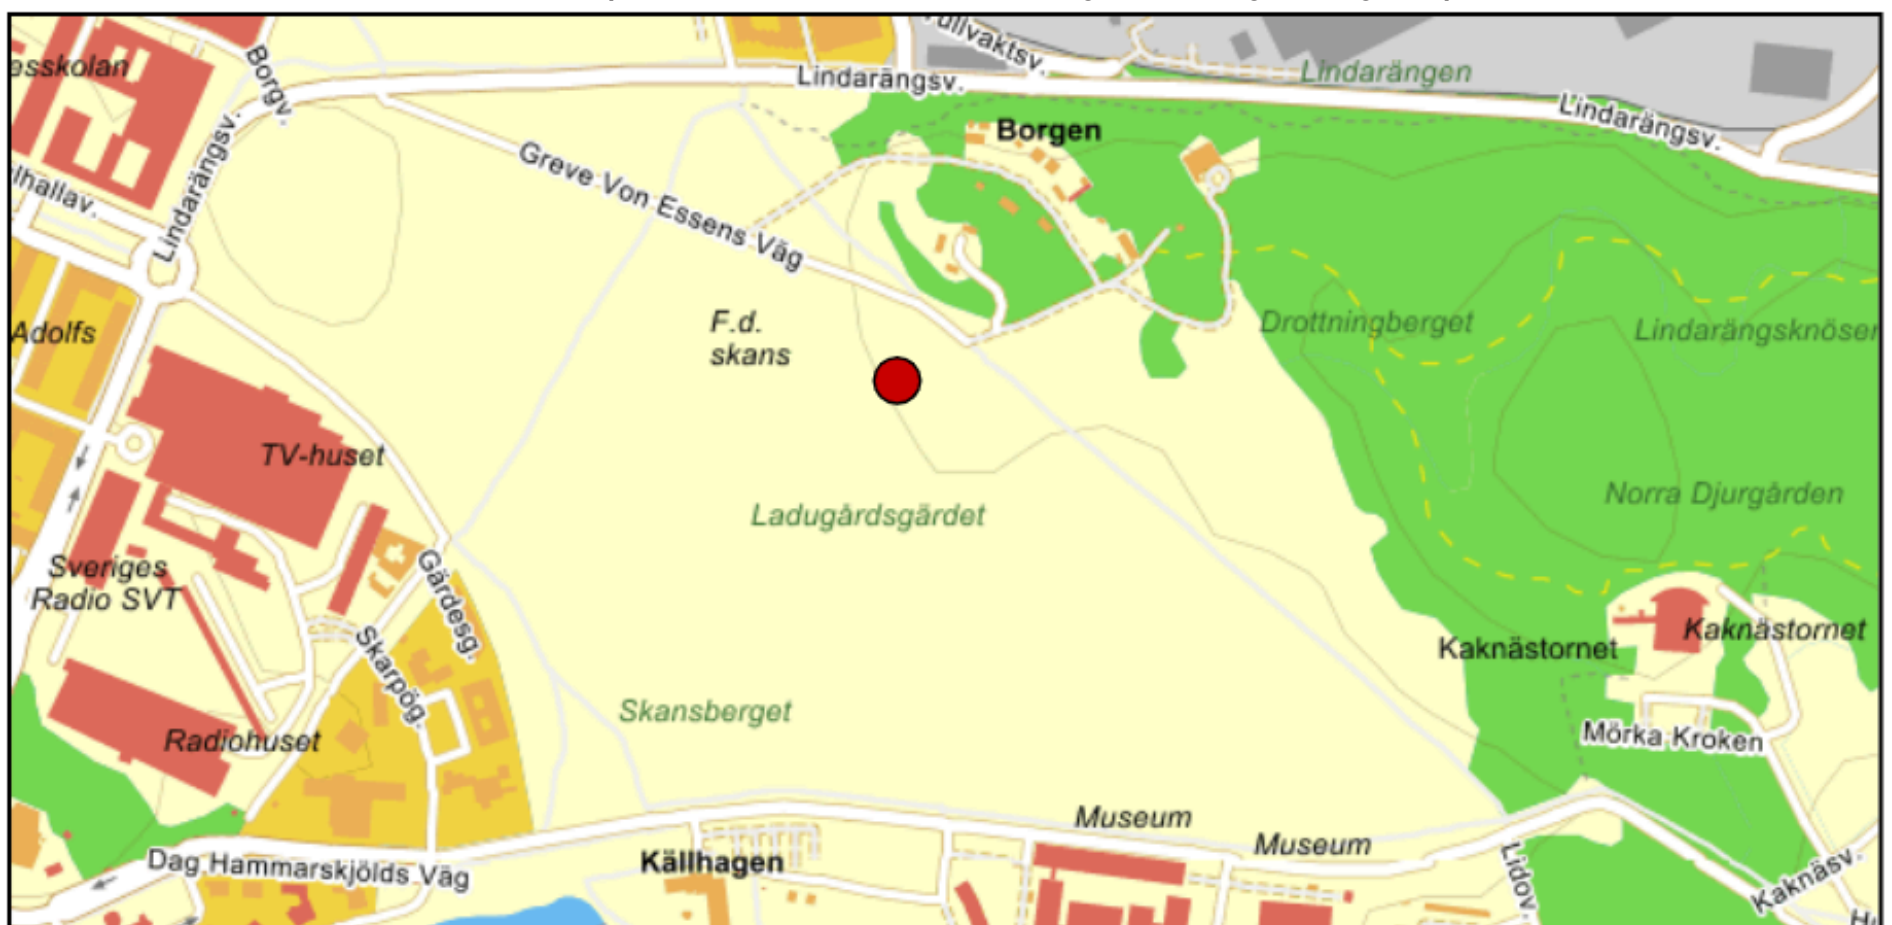 Tullvaktsv.
esskolan
Borgv.
Lindarängsv.
Lindarängen
Lindarängsv.
Borgen
Lindarängsv.
Greve Von Essens Väg
lhallav.
F.d.
skans
Adolfs
Drottningberget
Lindarängsknösen
TV-huset
Ladugårdsgärdet
Norra Djurgården
Sveriges
Radio SVT
Gärdesg.
Skarpög.
Kaknästornet
Kaknästornet
Skansberget
Radiohuset
Mörka Kroken
Museum
Museum
Källhagen
Dag Hammarskjölds Väg
Lidov.
Kaknäsv.